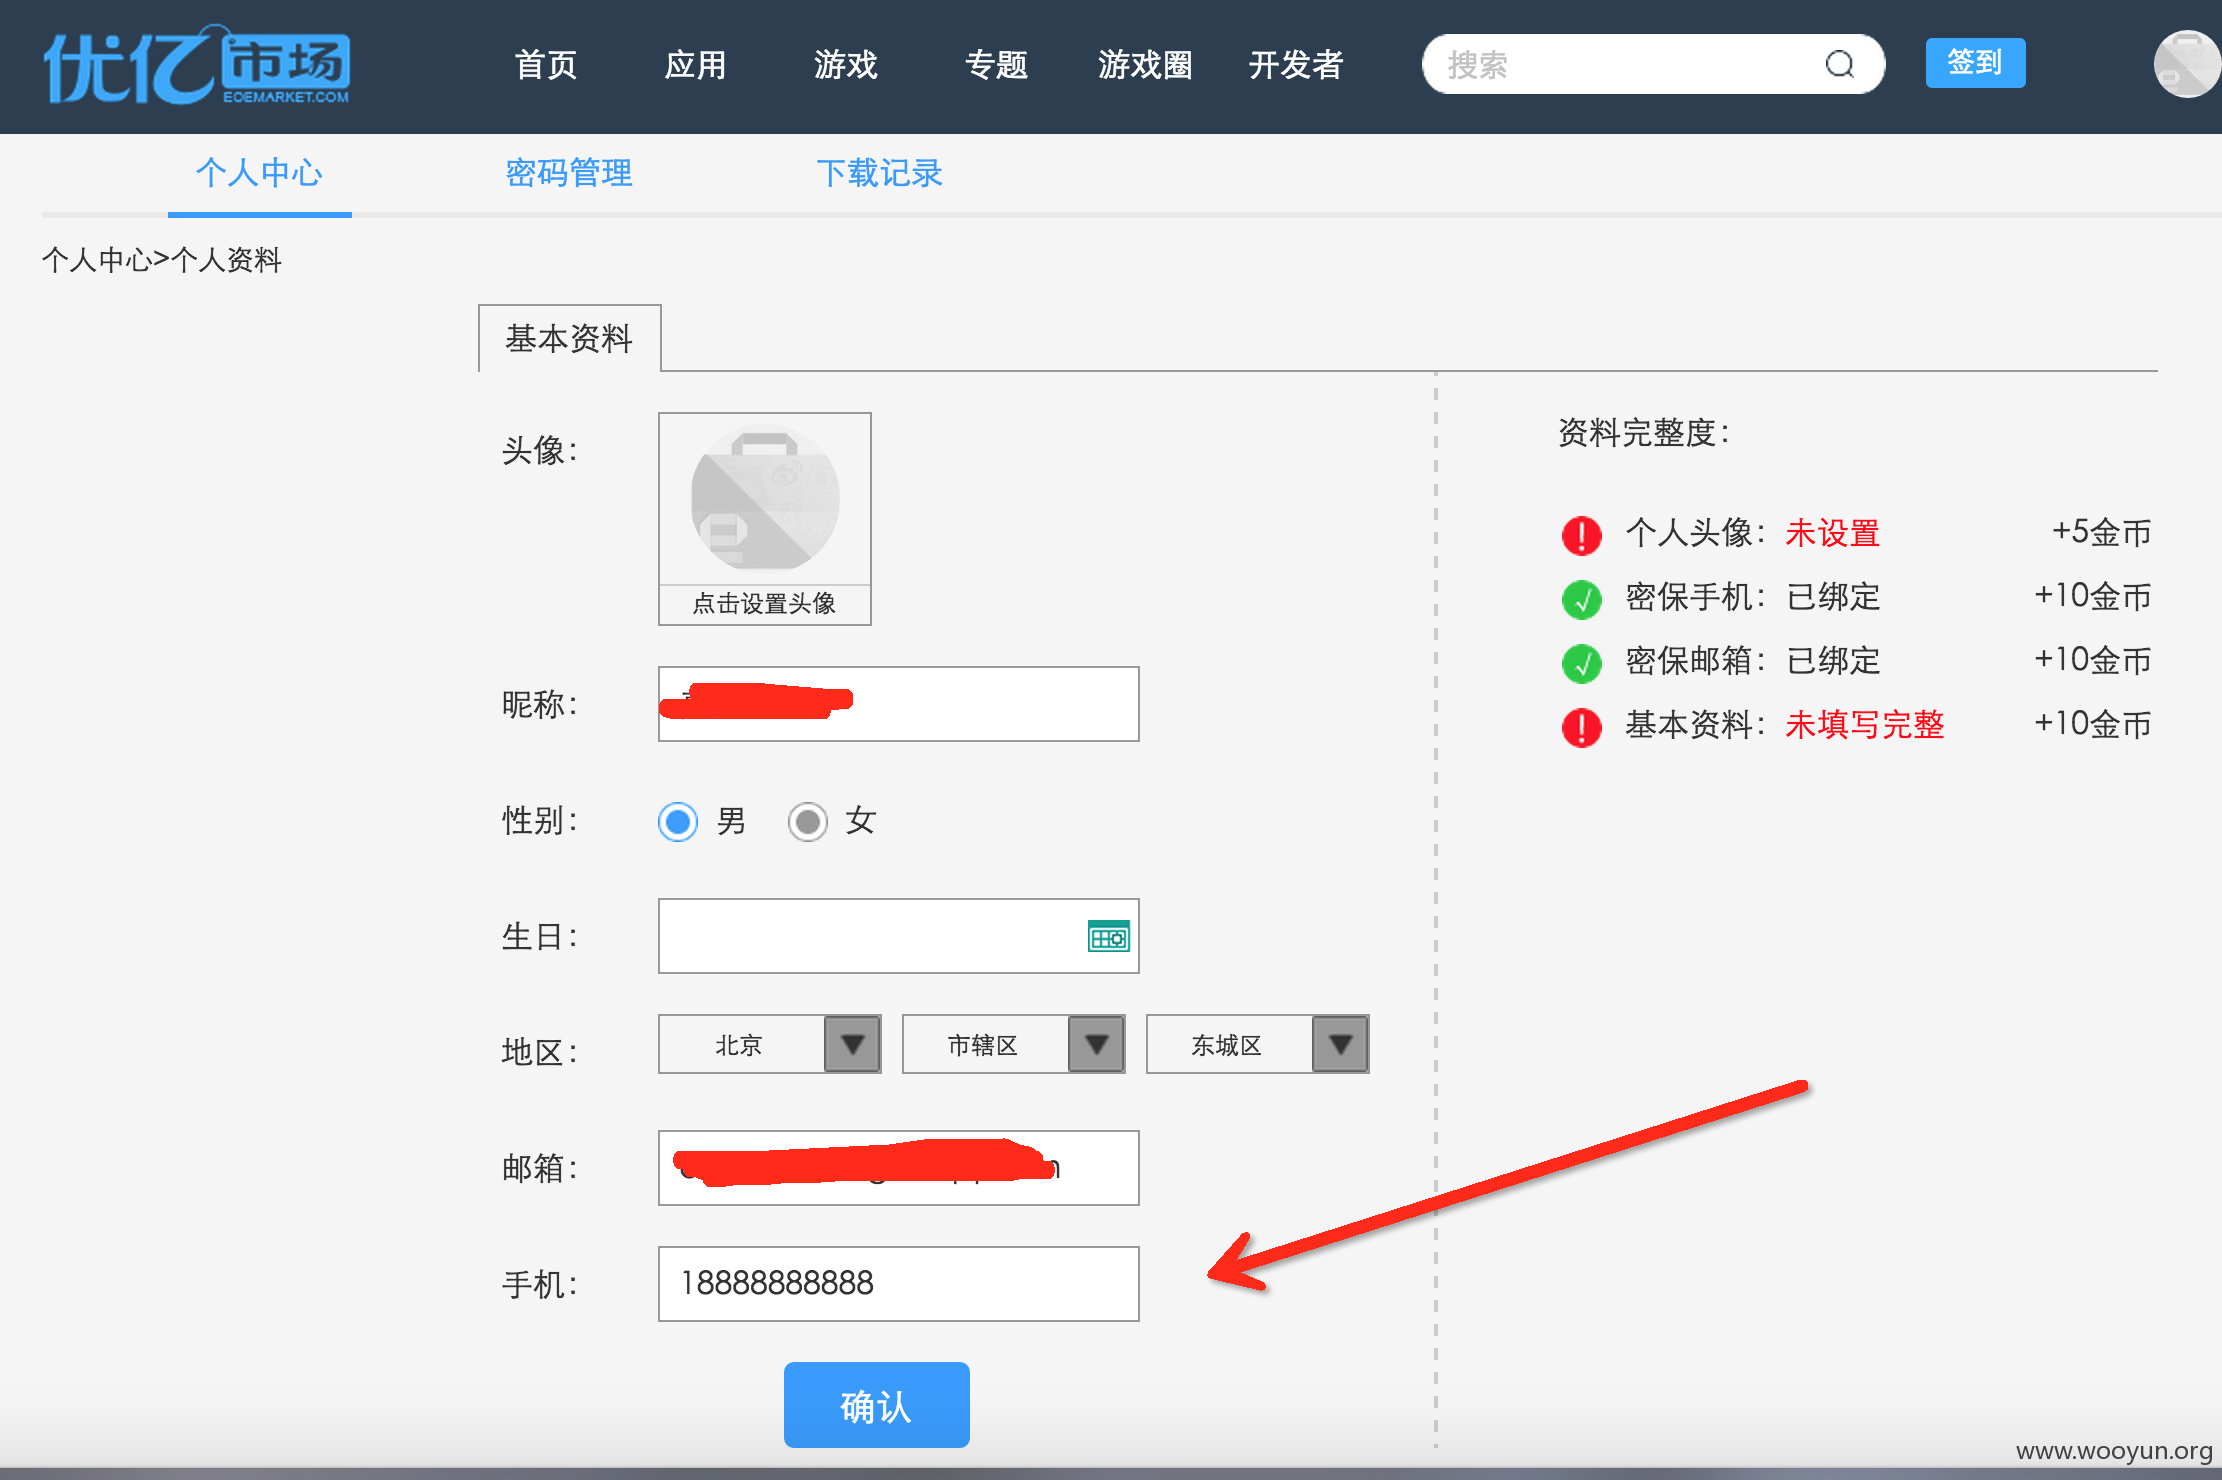 优亿市场
EOEMARKET.COM
首页 应用 游戏 专题 游戏圈 开发者 搜索 签到
个人中心 密码管理 下载记录
个人中心>个人资料
基本资料
头像：
点击设置头像
昵称：
性别： 男 女
生日：
地区： 北京 市辖区 东城区
邮箱：
手机： 18888888888
确认
资料完整度：
个人头像： 未设置 +5金币
密保手机： 已绑定 +10金币
密保邮箱： 已绑定 +10金币
基本资料： 未填写完整 +10金币
www.wooyun.org